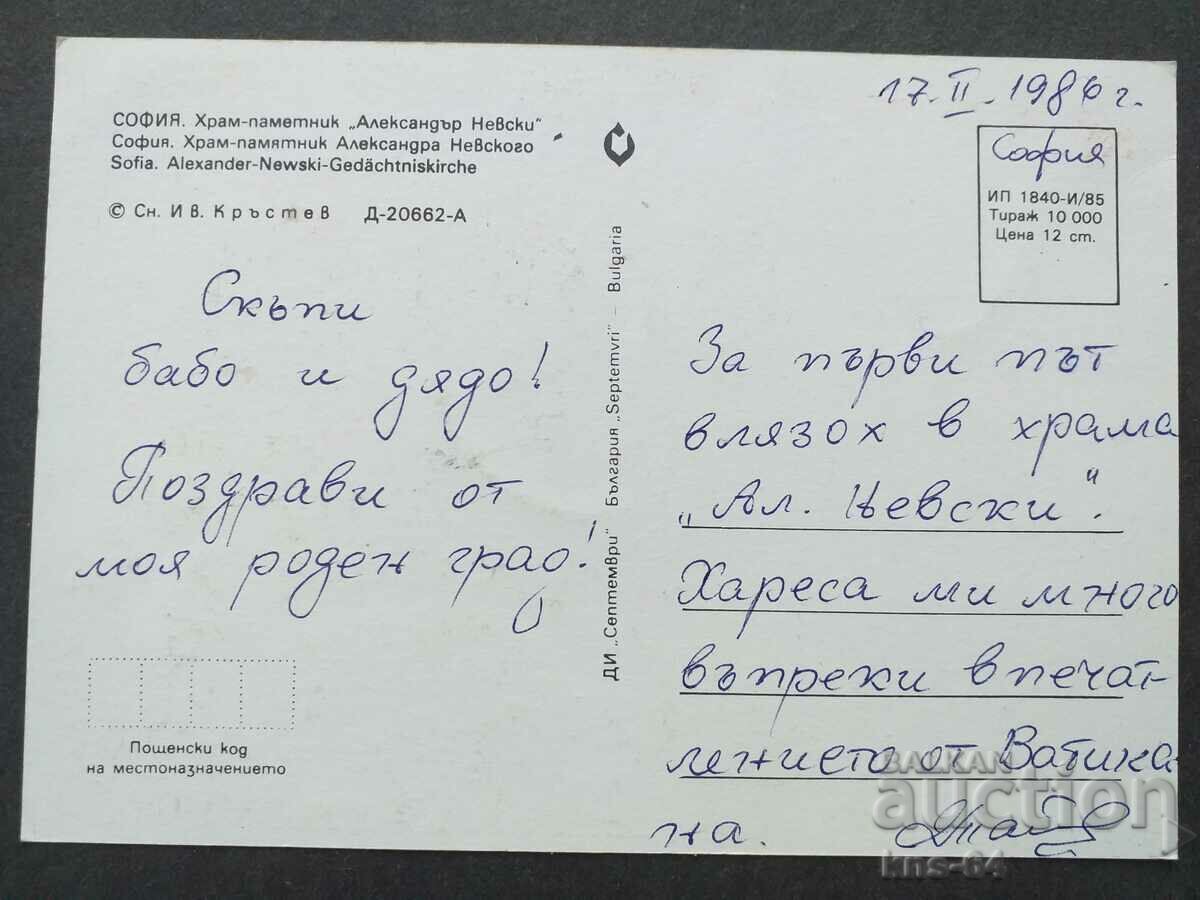 СОФИЯ. Храм-паметник „Александър Невски"
София. Храм-памятник Александра Невского
Sofia. Alexander-Newski-Gedächtniskirche
© Сн. Ив. Кръстев Д-20662-А
Скъпи
бабо и дядо!
Поздрави от
моя роден град!
Пощенски код
на местоназначението
ДИ „Септември" България „Septemvri" – Bulgaria
17.II.1986 г.
София
ИП 1840-И/85
Тираж 10 000
Цена 12 ст.
За първи път
влязох в храма
„Ал. Невски".
Хареса ми много
въпреки впечат-
лението от Ватика-
на.
BALKAN
auction
kns-64